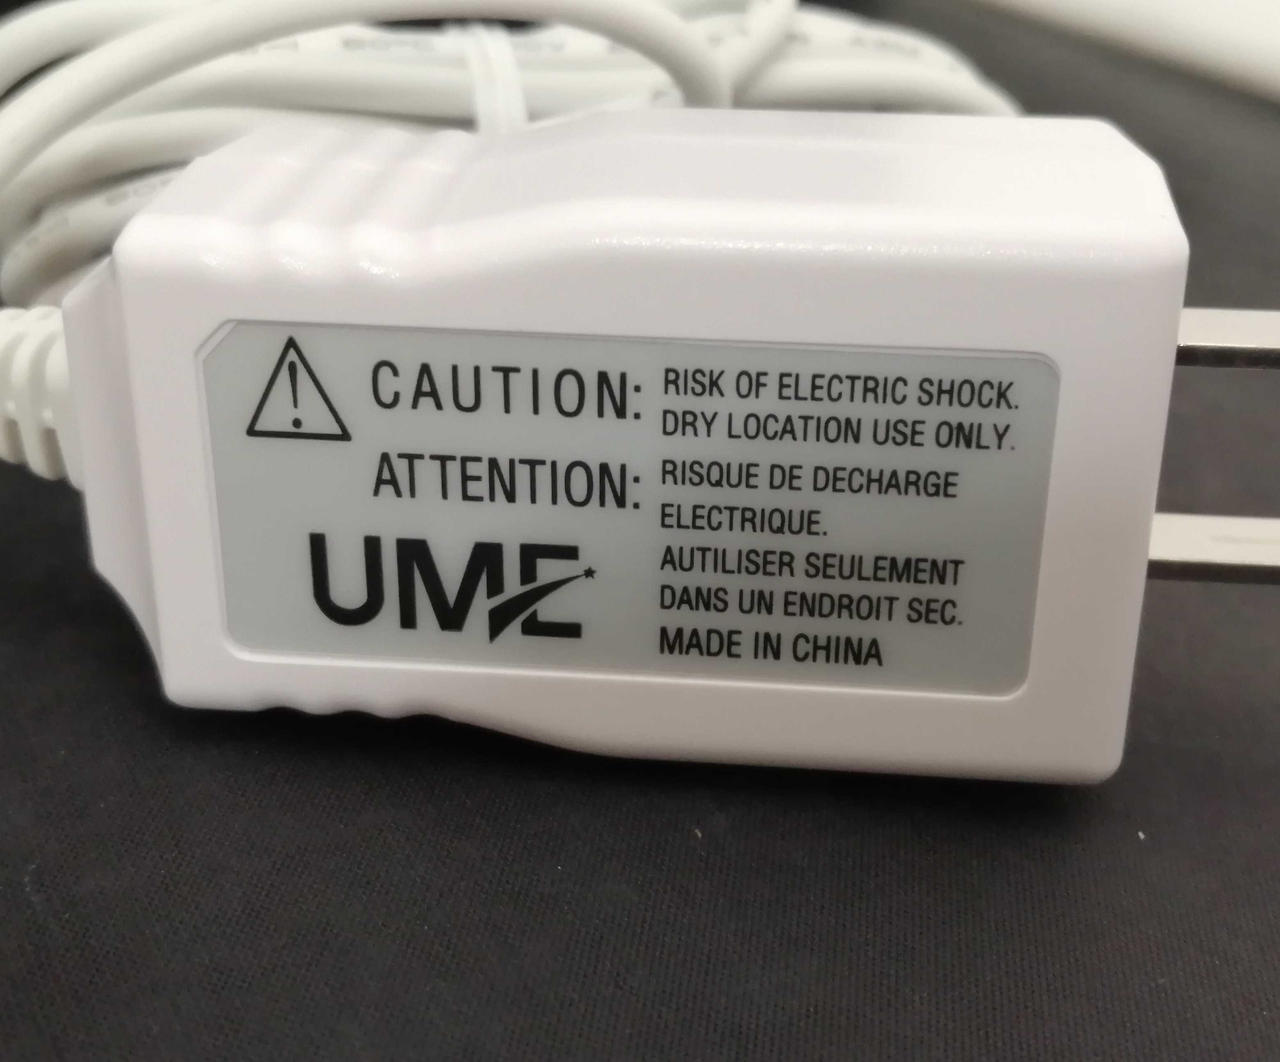 CAUTION: RISK OF ELECTRIC SHOCK.
DRY LOCATION USE ONLY.
ATTENTION: RISQUE DE DECHARGE
ELECTRIQUE.
AUTILISER SEULEMENT
DANS UN ENDROIT SEC.
MADE IN CHINA
UME